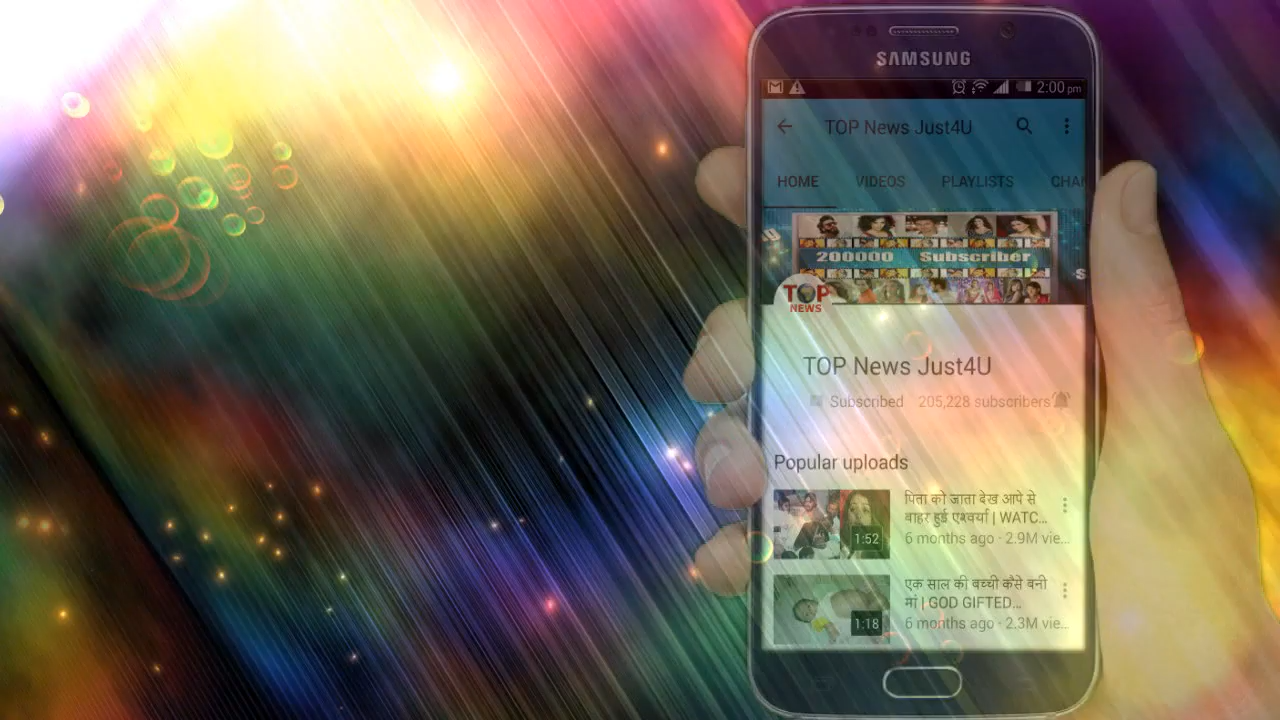 SAMSUNG
2:00 pm
TOP News Just4U
HOME VIDEOS PLAYLISTS CHA
200000 Subscriber
TOP
NEWS
TOP News Just4U
Subscribed 205,228 subscribers
Popular uploads
पिता को जाता देख आपे से
बाहर हुई एश्वर्या | WATC...
6 months ago · 2.9M vie...
1:52
एक साल की बच्ची कैसे बनी
मां | GOD GIFTED...
6 months ago · 2.3M vie...
1:18